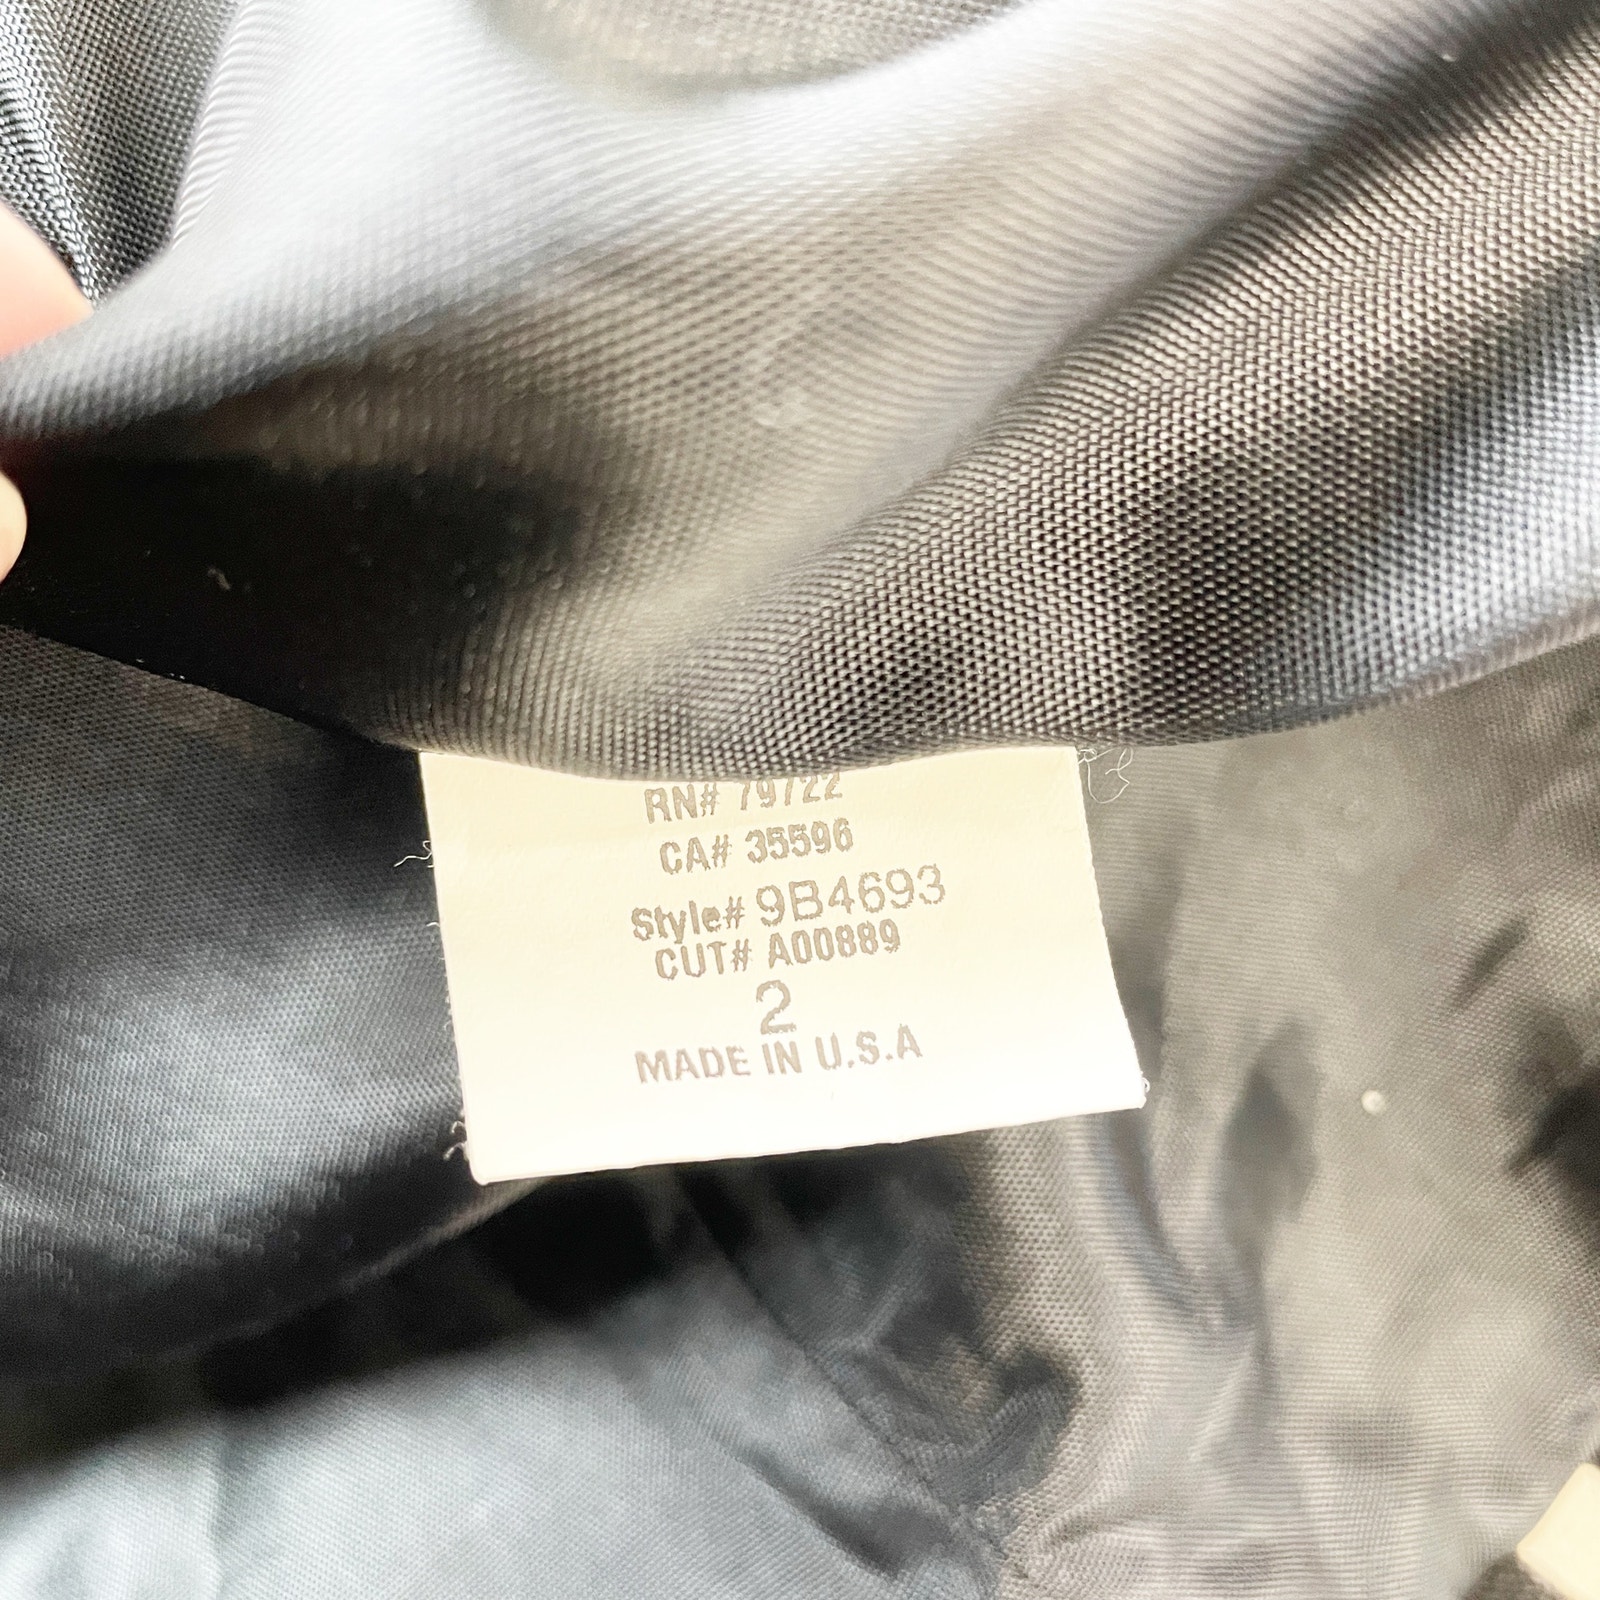 RN# 79722
CA# 35596
Style# 9B4693
CUT# A00889
2
MADE IN U.S.A